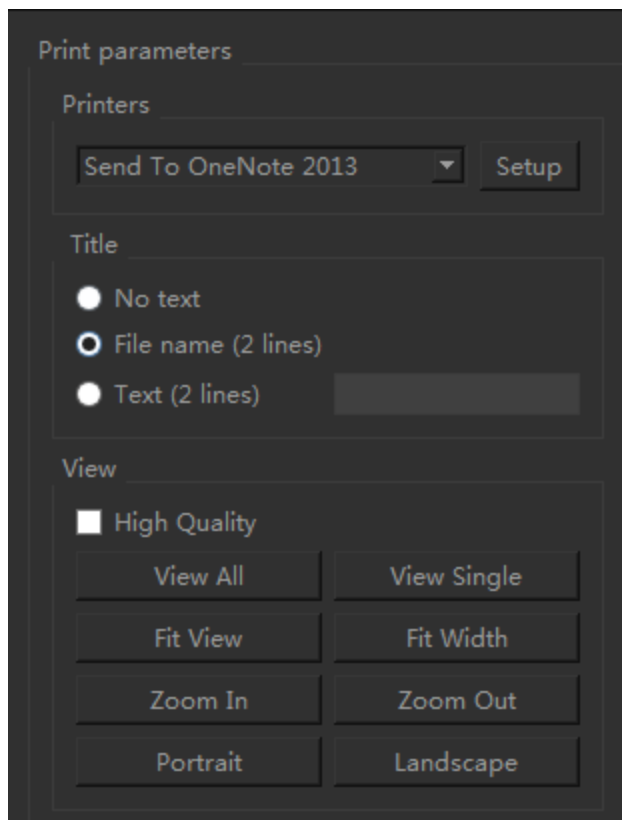 Print parameters
Printers
Send To OneNote 2013 Setup
Title
No text
File name (2 lines)
Text (2 lines)
View
High Quality
View All View Single
Fit View Fit Width
Zoom In Zoom Out
Portrait Landscape